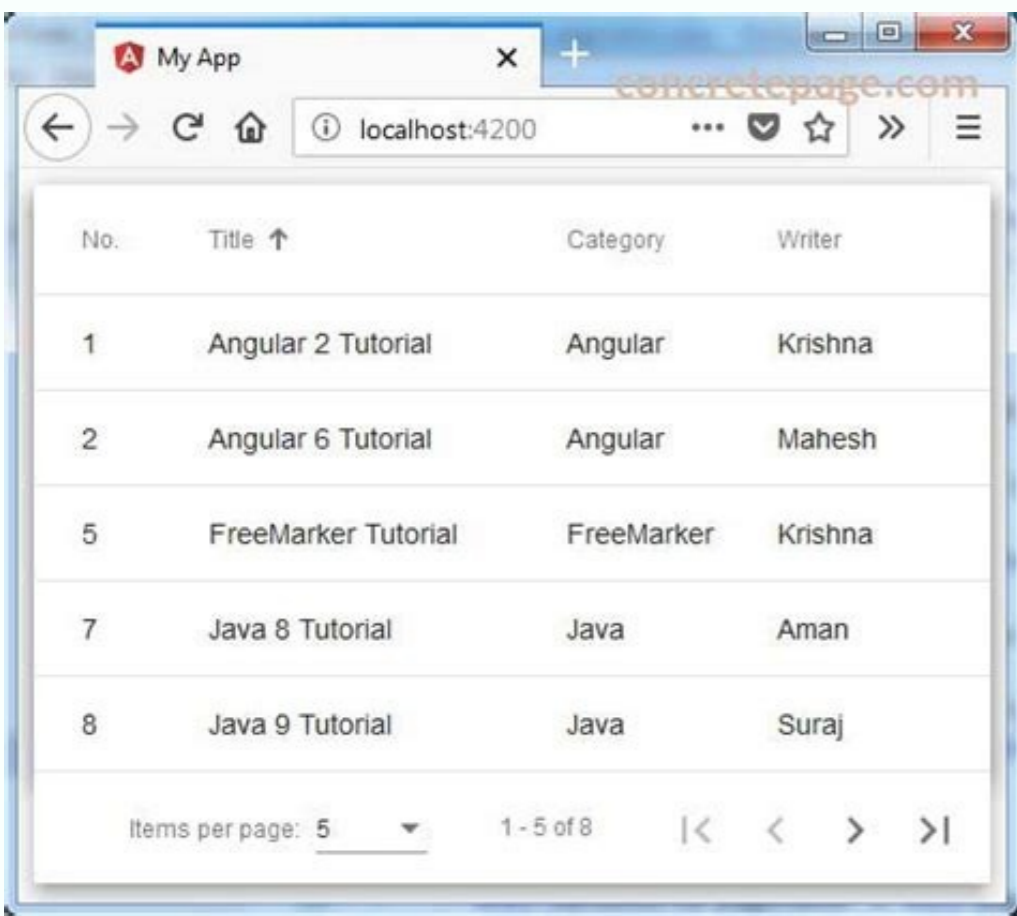 My App
concretepage.com
localhost:4200
No. Title Category Writer
1 Angular 2 Tutorial Angular Krishna
2 Angular 6 Tutorial Angular Mahesh
5 FreeMarker Tutorial FreeMarker Krishna
7 Java 8 Tutorial Java Aman
8 Java 9 Tutorial Java Suraj
Items per page: 5 1 - 5 of 8